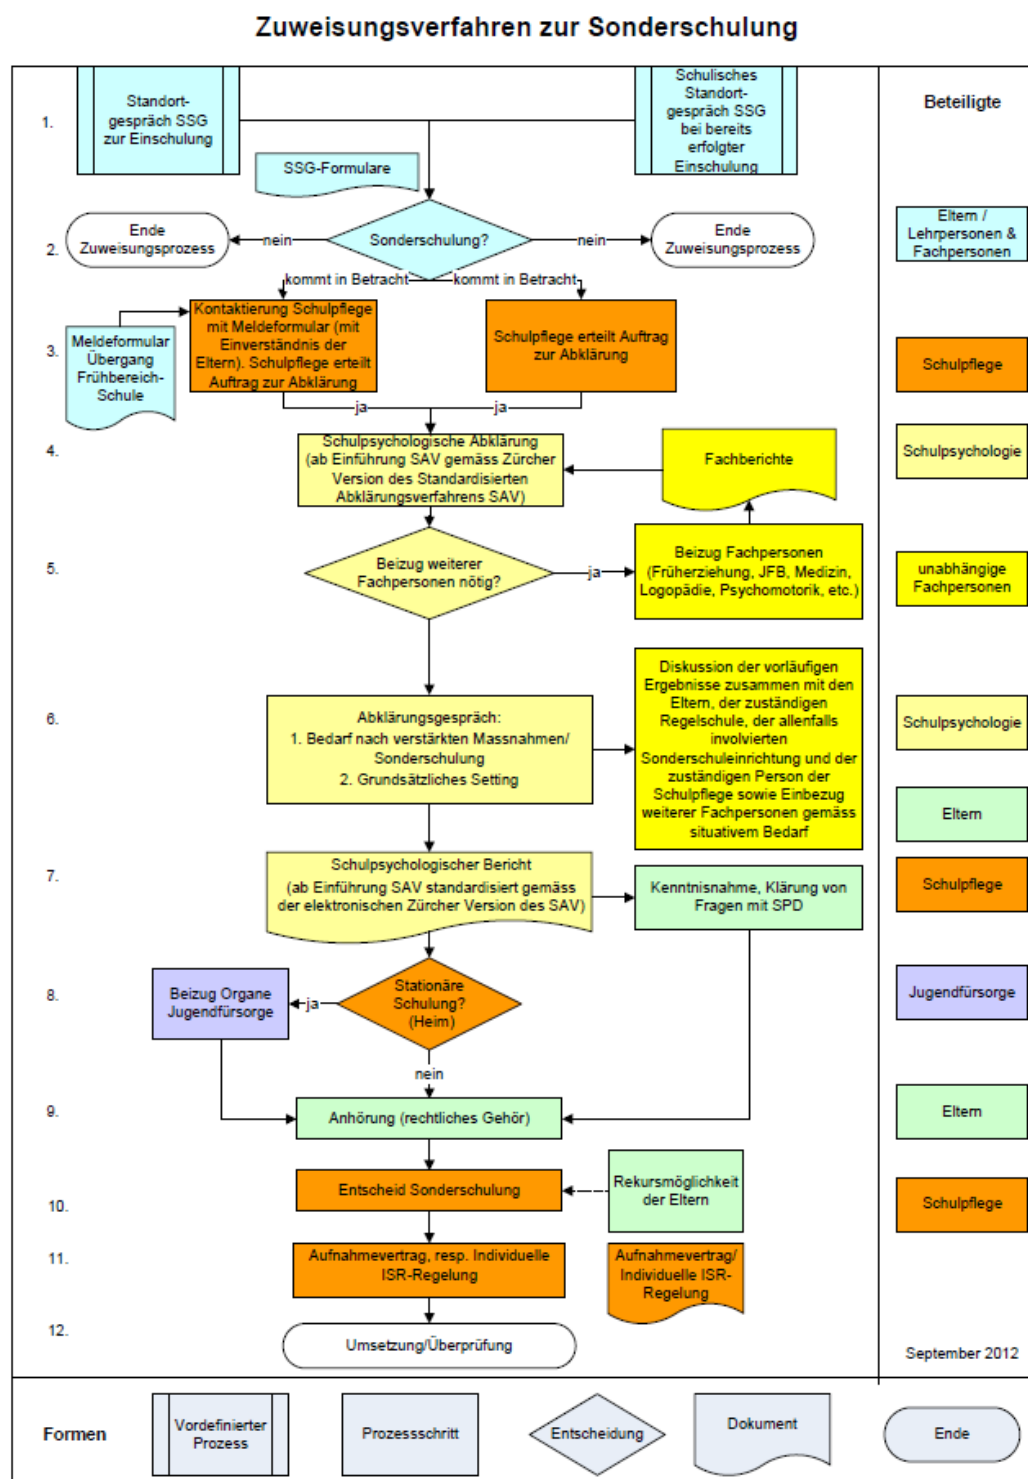 Zuweisungsverfahren zur Sonderschulung
Beteiligte
1.
Standort-
gespräch SSG
zur Einschulung
Schulisches
Standort-
gespräch SSG
bei bereits
erfolgter
Einschulung
SSG-Formulare
2.
Ende
Zuweisungsprozess
nein
Sonderschulung?
nein
Ende
Zuweisungsprozess
Eltern /
Lehrpersonen &
Fachpersonen
kommt in Betracht
kommt in Betracht
3.
Meldeformular
Übergang
Frühbereich-
Schule
Kontaktierung Schulpflege
mit Meldeformular (mit
Einverständnis der
Eltern). Schulpflege erteilt
Auftrag zur Abklärung
Schulpflege erteilt Auftrag
zur Abklärung
Schulpflege
ja
ja
4.
Schulpsychologische Abklärung
(ab Einführung SAV gemäss Zürcher
Version des Standardisierten
Abklärungsverfahrens SAV)
Fachberichte
Schulpsychologie
5.
Beizug weiterer
Fachpersonen nötig?
ja
Beizug Fachpersonen
(Früherziehung, JFB, Medizin,
Logopädie, Psychomotorik, etc.)
unabhängige
Fachpersonen
6.
Abklärungsgespräch:
1. Bedarf nach verstärkten Massnahmen/
Sonderschulung
2. Grundsätzliches Setting
Diskussion der vorläufigen
Ergebnisse zusammen mit den
Eltern, der zuständigen
Regelschule, der allenfalls
involvierten
Sonderschuleinrichtung und der
zuständigen Person der
Schulpflege sowie Einbezug
weiterer Fachpersonen gemäss
situativem Bedarf
Schulpsychologie
Eltern
7.
Schulpsychologischer Bericht
(ab Einführung SAV standardisiert gemäss
der elektronischen Zürcher Version des SAV)
Kenntnisnahme, Klärung von
Fragen mit SPD
Schulpflege
8.
Beizug Organe
Jugendfürsorge
ja
Stationäre
Schulung?
(Heim)
Jugendfürsorge
nein
9.
Anhörung (rechtliches Gehör)
Eltern
10.
Entscheid Sonderschulung
Rekursmöglichkeit
der Eltern
Schulpflege
11.
Aufnahmevertrag, resp. Individuelle
ISR-Regelung
Aufnahmevertrag/
Individuelle ISR-
Regelung
12.
Umsetzung/Überprüfung
September 2012
Formen
Vordefinierter
Prozess
Prozessschritt
Entscheidung
Dokument
Ende